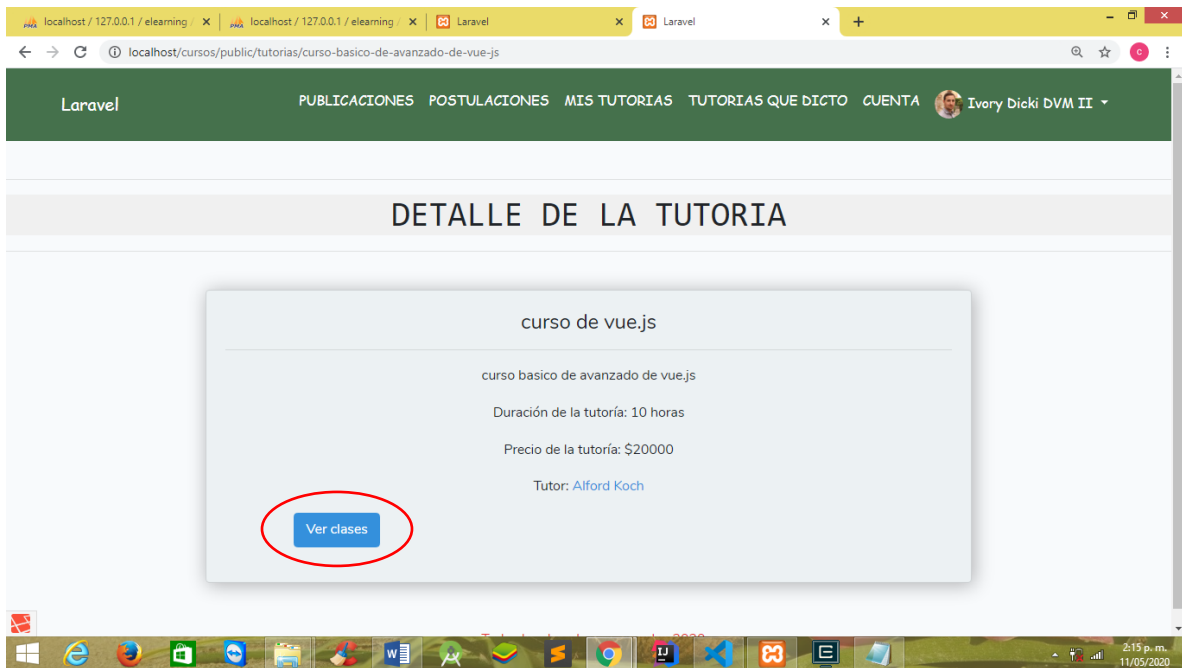 localhost / 127.0.0.1 / elearning /
localhost / 127.0.0.1 / elearning /
Laravel
Laravel
localhost/cursos/public/tutorias/curso-basico-de-avanzado-de-vue-js
C
Laravel
PUBLICACIONES POSTULACIONES MIS TUTORIAS TUTORIAS QUE DICTO CUENTA Ivory Dicki DVM II
DETALLE DE LA TUTORIA
curso de vue.js
curso basico de avanzado de vue.js
Duración de la tutoría: 10 horas
Precio de la tutoría: $20000
Tutor: Alford Koch
Ver clases
2:15 p. m.
11/05/2020